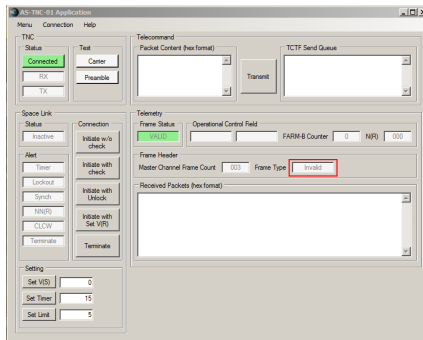 AS-TNC-01 Application
Menu Connection Help
TNC
Status
Connected
RX
TX
Test
Carrier
Preamble
Telecommand
Packet Content (hex format)
Transmit
TCTF Send Queue
Space Link
Status
Inactive
Alert
Timer
Lockout
Synch
NN(R)
CLCW
Terminate
Connection
Initiate w/o check
Initiate with check
Initiate with Unlock
Initiate with Set V(R)
Terminate
Telemetry
Frame Status
VALID
Operational Control Field
FARM-B Counter 0 N(R) 000
Frame Header
Master Channel Frame Count 003 Frame Type Invalid
Received Packets (hex format)
Setting
Set V(S) 0
Set Timer 15
Set Limit 5